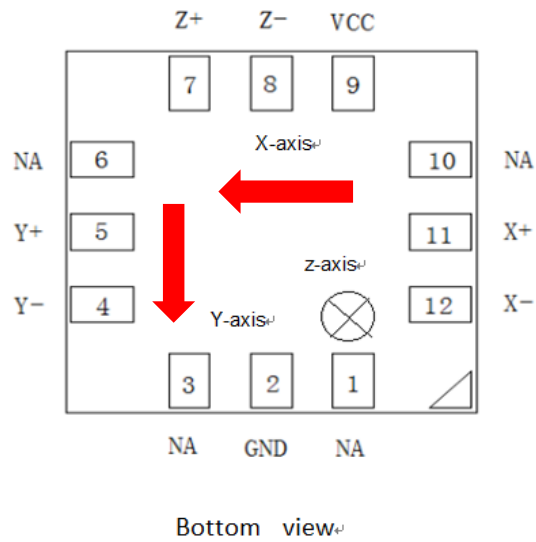 Z+ Z- VCC
7 8 9
X-axis
NA 6 10 NA
Y+ 5 11 X+
z-axis
Y- 4 12 X-
Y-axis
3 2 1
NA GND NA
Bottom view